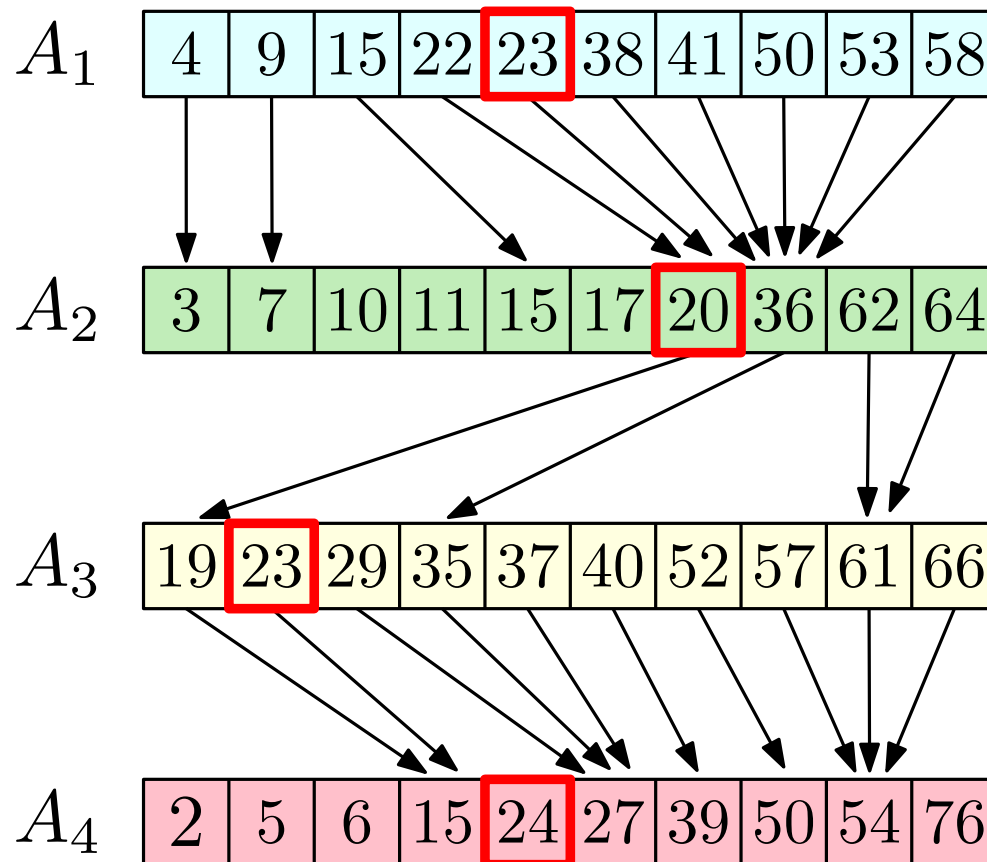 A₁ 4 9 15 22 23 38 41 50 53 58
A₂ 3 7 10 11 15 17 20 36 62 64
A₃ 19 23 29 35 37 40 52 57 61 66
A₄ 2 5 6 15 24 27 39 50 54 76